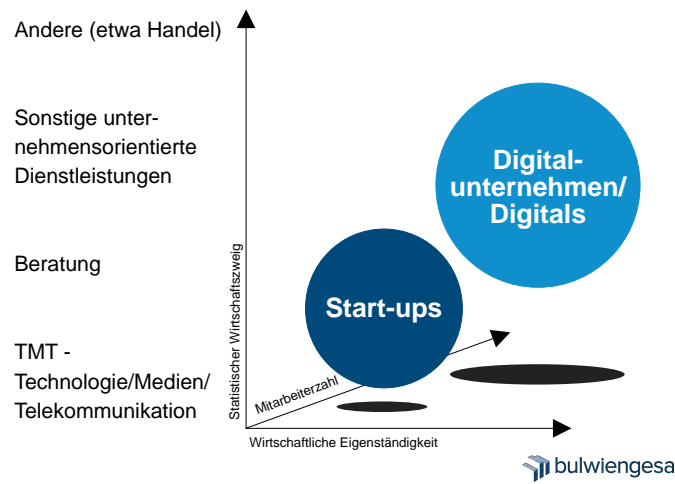 Andere (etwa Handel)
Sonstige unter-
nehmensorientierte
Dienstleistungen
Beratung
TMT -
Technologie/Medien/
Telekommunikation
Statistischer Wirtschaftszweig
Mitarbeiterzahl
Wirtschaftliche Eigenständigkeit
Start-ups
Digital-
unternehmen/
Digitals
bulwiengesa